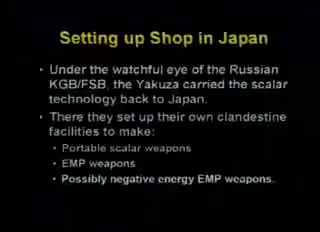 Setting up Shop in Japan
• Under the watchful eye of the Russian
KGB/FSB, the Yakuza carried the scalar
technology back to Japan.
• There they set up their own clandestine
facilities to make:
• Portable scalar weapons
• EMP weapons
• Possibly negative energy EMP weapons.